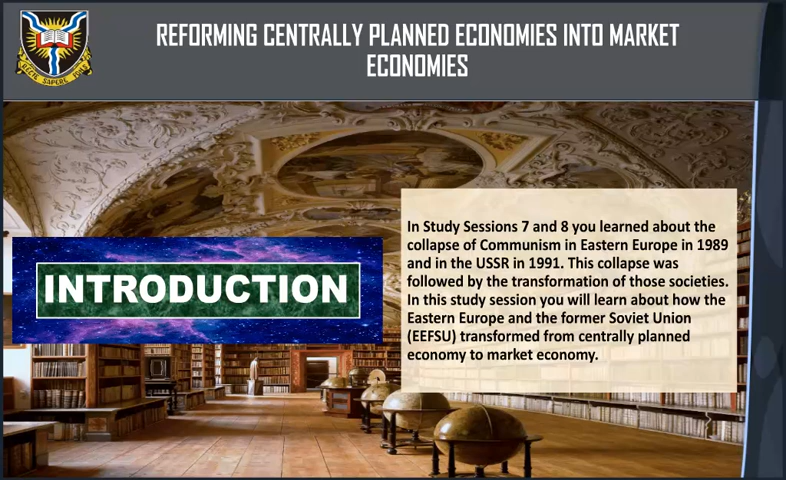 REFORMING CENTRALLY PLANNED ECONOMIES INTO MARKET
ECONOMIES
RECTE SAPERE FONS
INTRODUCTION
In Study Sessions 7 and 8 you learned about the
collapse of Communism in Eastern Europe in 1989
and in the USSR in 1991. This collapse was
followed by the transformation of those societies.
In this study session you will learn about how the
Eastern Europe and the former Soviet Union
(EEFSU) transformed from centrally planned
economy to market economy.